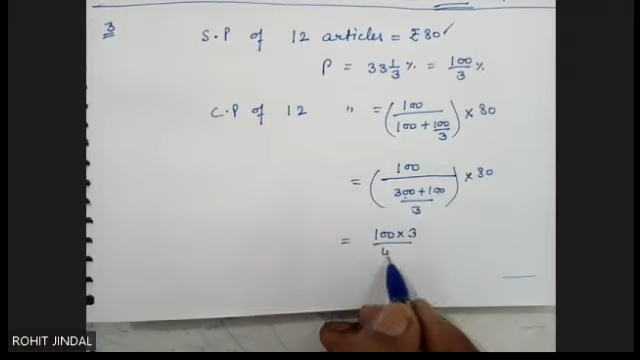 3 S.P of 12 articles = ₹80 ✓
P = 33 1/3 % = 100/3 %
C.P of 12 " = (100/(100 + 100/3)) × 80
= (100/((300 + 100)/3)) × 80
= 100 × 3 / 4
ROHIT JINDAL